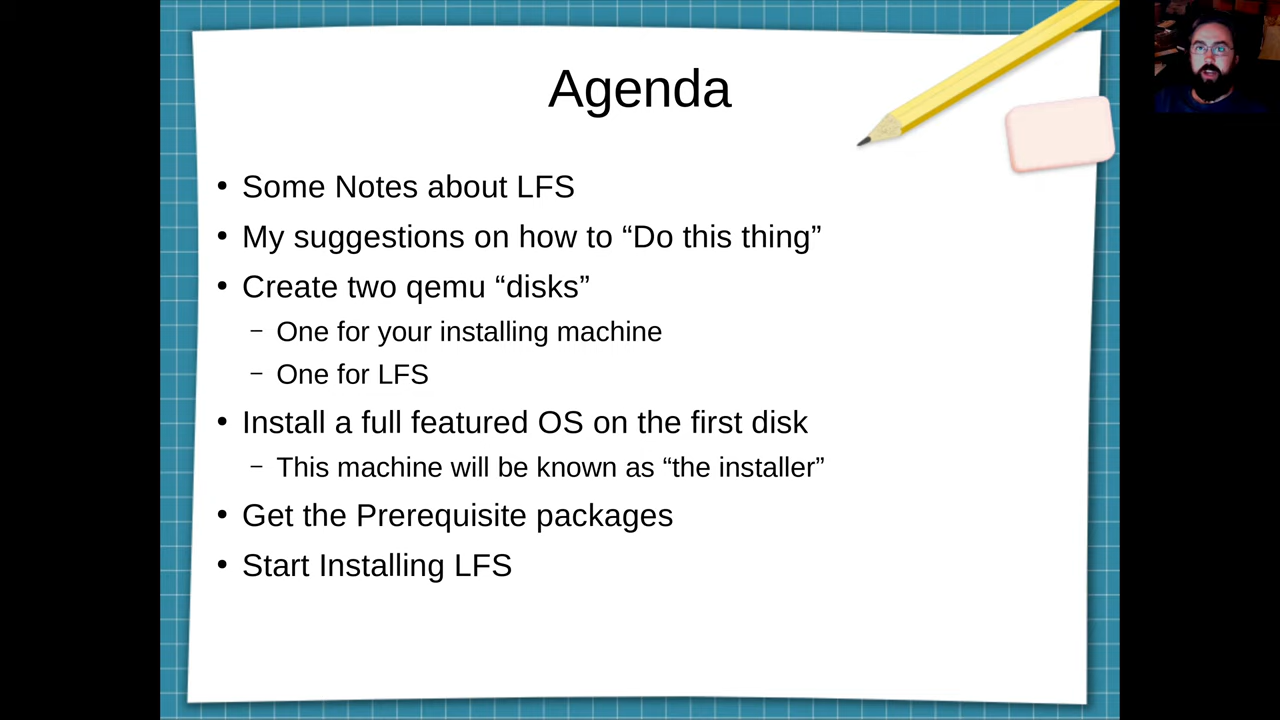 Agenda
• Some Notes about LFS
• My suggestions on how to “Do this thing”
• Create two qemu “disks”
– One for your installing machine
– One for LFS
• Install a full featured OS on the first disk
– This machine will be known as “the installer”
• Get the Prerequisite packages
• Start Installing LFS